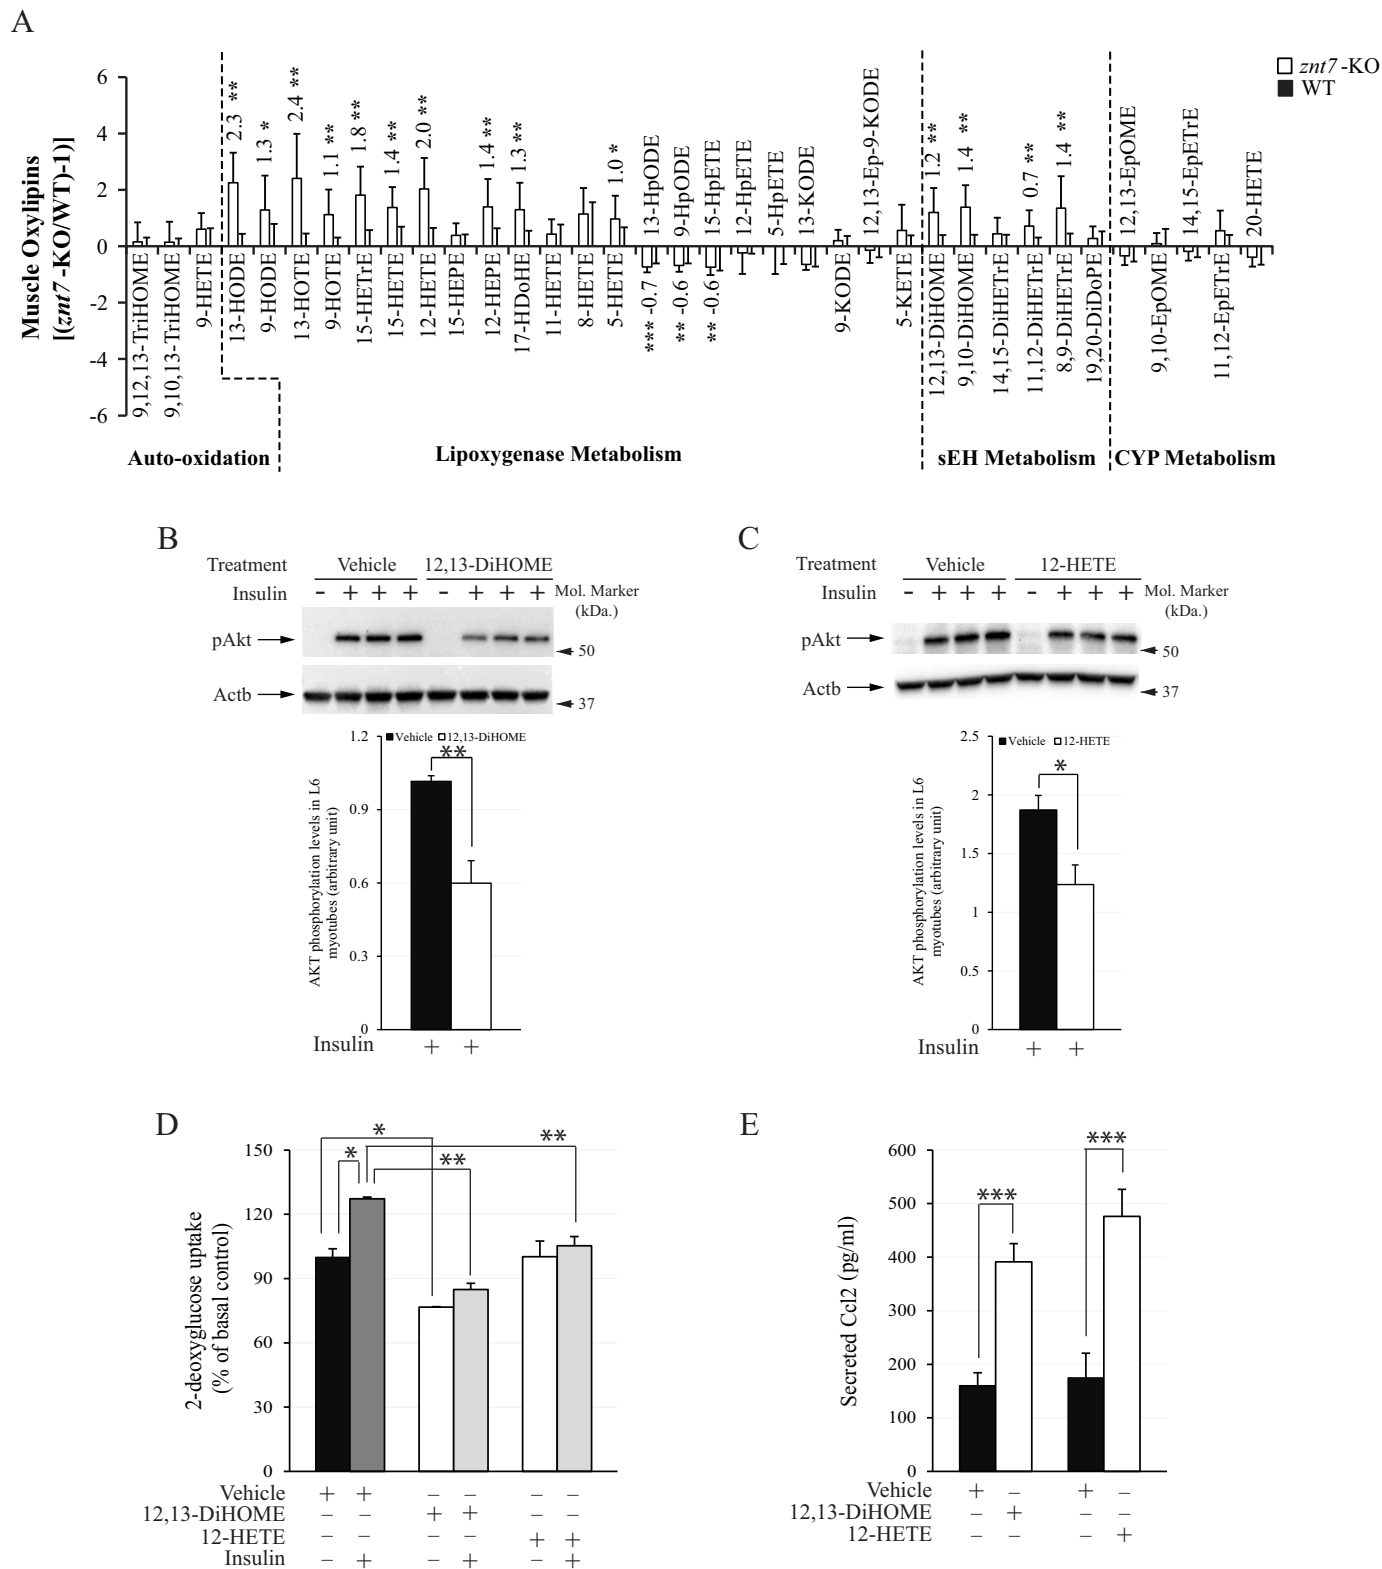 A
znt7 -KO
WT
Muscle Oxylipins
[(znt7 -KO/WT)-1)]
6
4
2
0
-2
-4
-6
2.3 **
1.3 *
2.4 **
1.1 **
1.8 **
1.4 **
2.0 **
1.4 **
1.3 **
1.0 *
1.2 **
1.4 **
0.7 **
1.4 **
9,12,13-TriHOME
9,10,13-TriHOME
9-HETE
13-HODE
9-HODE
13-HOTE
9-HOTE
15-HETrE
15-HETE
12-HETE
15-HEPE
12-HEPE
17-HDoHE
11-HETE
8-HETE
5-HETE
13-HpODE
*** -0.7
9-HpODE
** -0.6
15-HpETE
** -0.6
12-HpETE
5-HpETE
13-KODE
9-KODE
12,13-Ep-9-KODE
5-KETE
12,13-DiHOME
9,10-DiHOME
14,15-DiHETrE
11,12-DiHETrE
8,9-DiHETrE
19,20-DiDoPE
12,13-EpOME
9,10-EpOME
14,15-EpETrE
11,12-EpETrE
20-HETE
Auto-oxidation
Lipoxygenase Metabolism
sEH Metabolism
CYP Metabolism
B
Treatment Vehicle 12,13-DiHOME
Insulin - + + + - + + + Mol. Marker
(kDa.)
pAkt
50
Actb
37
Vehicle 12,13-DiHOME
**
AKT phosphorylation levels in L6
myotubes (arbitrary unit)
1.2
0.9
0.6
0.3
0
Insulin + +
C
Treatment Vehicle 12-HETE
Insulin - + + + - + + + Mol. Marker
(kDa.)
pAkt
50
Actb
37
Vehicle 12-HETE
*
AKT phosphorylation levels in L6
myotubes (arbitrary unit)
2.5
2
1.5
1
0.5
0
Insulin + +
D
* * ** **
2-deoxyglucose uptake
(% of basal control)
150
120
90
60
30
0
Vehicle + + – – – –
12,13-DiHOME – – + + – –
12-HETE – – – – + +
Insulin – + – + – +
E
*** ***
Secreted Ccl2 (pg/ml)
600
500
400
300
200
100
0
Vehicle + – + –
12,13-DiHOME – + – –
12-HETE – – – +